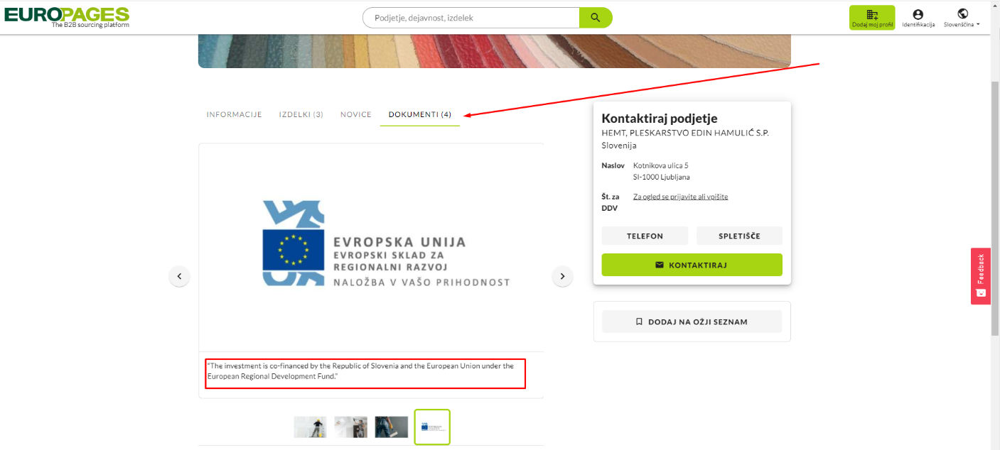 EUROPAGES
The B2B sourcing platform
Podjetje, dejavnost, izdelek
Dodaj moj profil
Identifikacija
Slovenščina
INFORMACIJE
IZDELKI (3)
NOVICE
DOKUMENTI (4)
EVROPSKA UNIJA
EVROPSKI SKLAD ZA
REGIONALNI RAZVOJ
NALOŽBA V VAŠO PRIHODNOST
"The investment is co-financed by the Republic of Slovenia and the European Union under the
European Regional Development Fund."
Kontaktiraj podjetje
HEMT, PLESKARSTVO EDIN HAMULIĆ S.P.
Slovenija
Naslov Kotnikova ulica 5
SI-1000 Ljubljana
Št. za Za ogled se prijavite ali vpišite
DDV
TELEFON
SPLETIŠČE
KONTAKTIRAJ
DODAJ NA OŽJI SEZNAM
Feedback